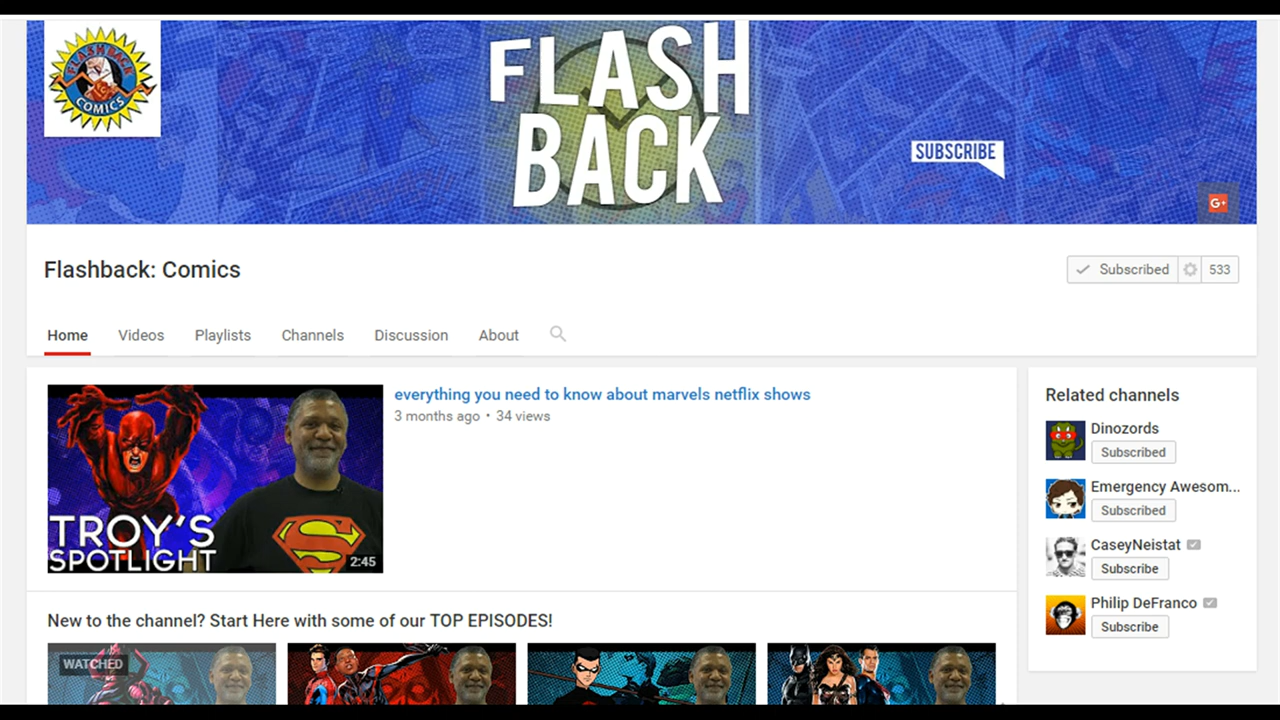 FLASH BACK
COMICS
FLASH
BACK
SUBSCRIBE
G+
Flashback: Comics
Subscribed 533
Home Videos Playlists Channels Discussion About
TROY'S
SPOTLIGHT
2:45
everything you need to know about marvels netflix shows
3 months ago • 34 views
New to the channel? Start Here with some of our TOP EPISODES!
WATCHED
Related channels
Dinozords
Subscribed
Emergency Awesom...
Subscribed
CaseyNeistat
Subscribe
Philip DeFranco
Subscribe